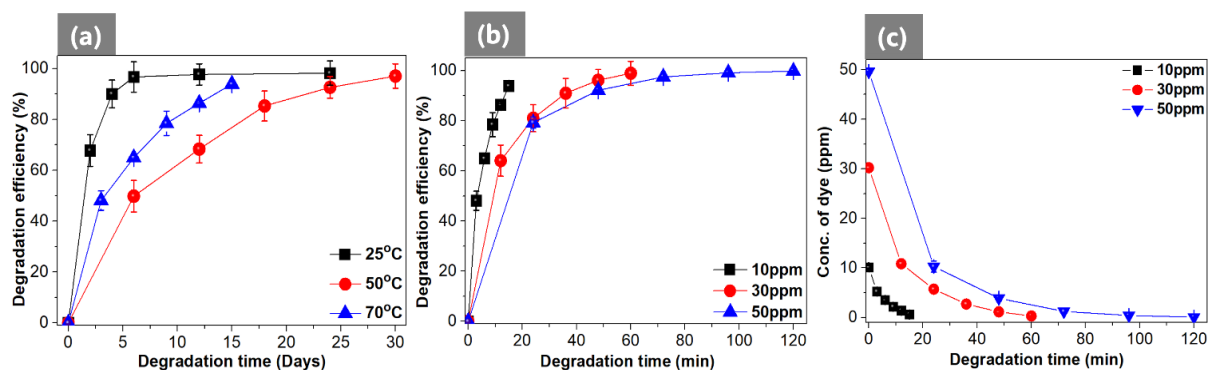 (a)
Degradation efficiency (%)
100
80
60
40
20
0
0 5 10 15 20 25 30
Degradation time (Days)
25°C
50°C
70°C
(b)
Degradation efficiency (%)
100
80
60
40
20
0
0 20 40 60 80 100 120
Degradation time (min)
10ppm
30ppm
50ppm
(c)
Conc. of dye (ppm)
50
40
30
20
10
0
0 20 40 60 80 100 120
Degradation time (min)
10ppm
30ppm
50ppm